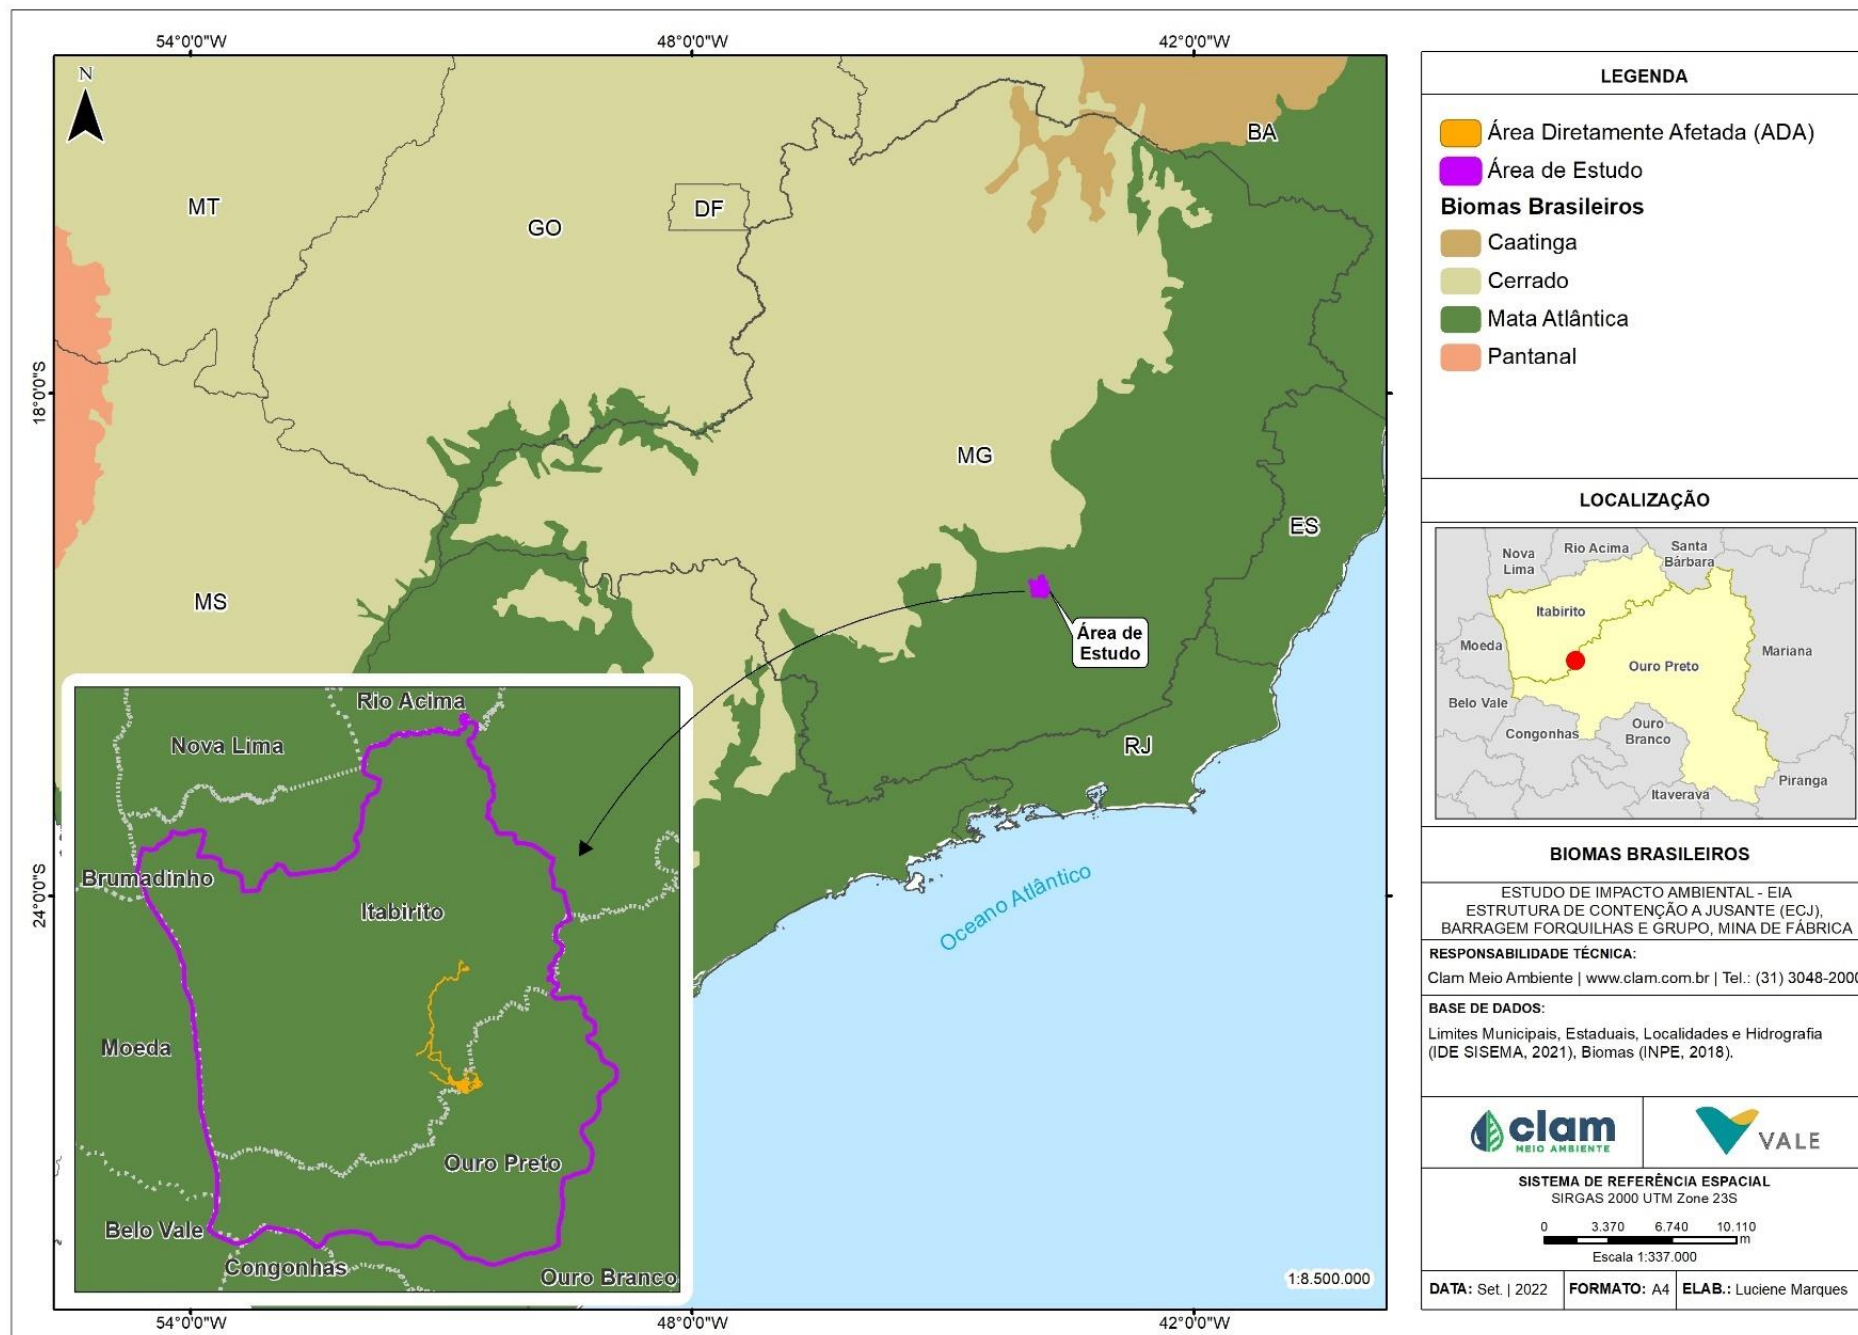 54°0'0"W
48°0'0"W
42°0'0"W
N
18°0'0"S
24°0'0"S
MT
GO
DF
BA
MG
ES
MS
RJ
Área de
Estudo
Oceano Atlântico
Rio Acima
Nova Lima
Brumadinho
Itabirito
Moeda
Ouro Preto
Belo Vale
Congonhas
Ouro Branco
1:8.500.000
54°0'0"W
48°0'0"W
42°0'0"W
LEGENDA
Área Diretamente Afetada (ADA)
Área de Estudo
Biomas Brasileiros
Caatinga
Cerrado
Mata Atlântica
Pantanal
LOCALIZAÇÃO
Nova
Lima
Rio Acima
Santa
Bárbara
Itabirito
Moeda
Ouro Preto
Mariana
Belo Vale
Congonhas
Ouro
Branco
Itaverava
Piranga
BIOMAS BRASILEIROS
ESTUDO DE IMPACTO AMBIENTAL - EIA
ESTRUTURA DE CONTENÇÃO A JUSANTE (ECJ),
BARRAGEM FORQUILHAS E GRUPO, MINA DE FÁBRICA
RESPONSABILIDADE TÉCNICA:
Clam Meio Ambiente | www.clam.com.br | Tel.: (31) 3048-2000
BASE DE DADOS:
Limites Municipais, Estaduais, Localidades e Hidrografia
(IDE SISEMA, 2021), Biomas (INPE, 2018).
clam
MEIO AMBIENTE
VALE
SISTEMA DE REFERÊNCIA ESPACIAL
SIRGAS 2000 UTM Zone 23S
0 3.370 6.740 10.110
m
Escala 1:337.000
DATA: Set. | 2022 FORMATO: A4 ELAB.: Luciene Marques